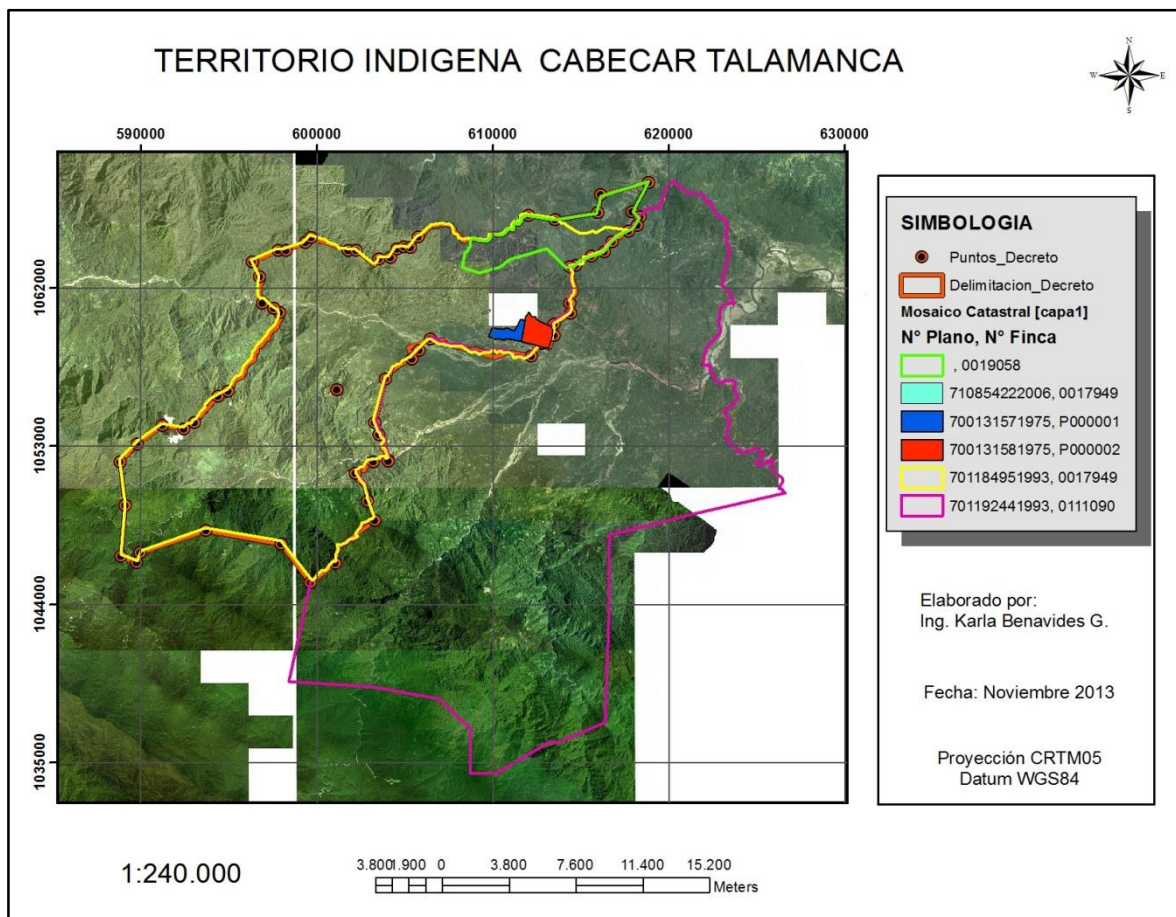 TERRITORIO INDIGENA CABECAR TALAMANCA
N
W E
S
590000 600000 610000 620000 630000
1062000
1053000
1044000
1035000
SIMBOLOGIA
Puntos_Decreto
Delimitacion_Decreto
Mosaico Catastral [capa1]
N° Plano, N° Finca
, 0019058
710854222006, 0017949
700131571975, P000001
700131581975, P000002
701184951993, 0017949
701192441993, 0111090
Elaborado por:
Ing. Karla Benavides G.
Fecha: Noviembre 2013
Proyección CRTM05
Datum WGS84
1:240.000
3.8001.900 0 3.800 7.600 11.400 15.200
Meters